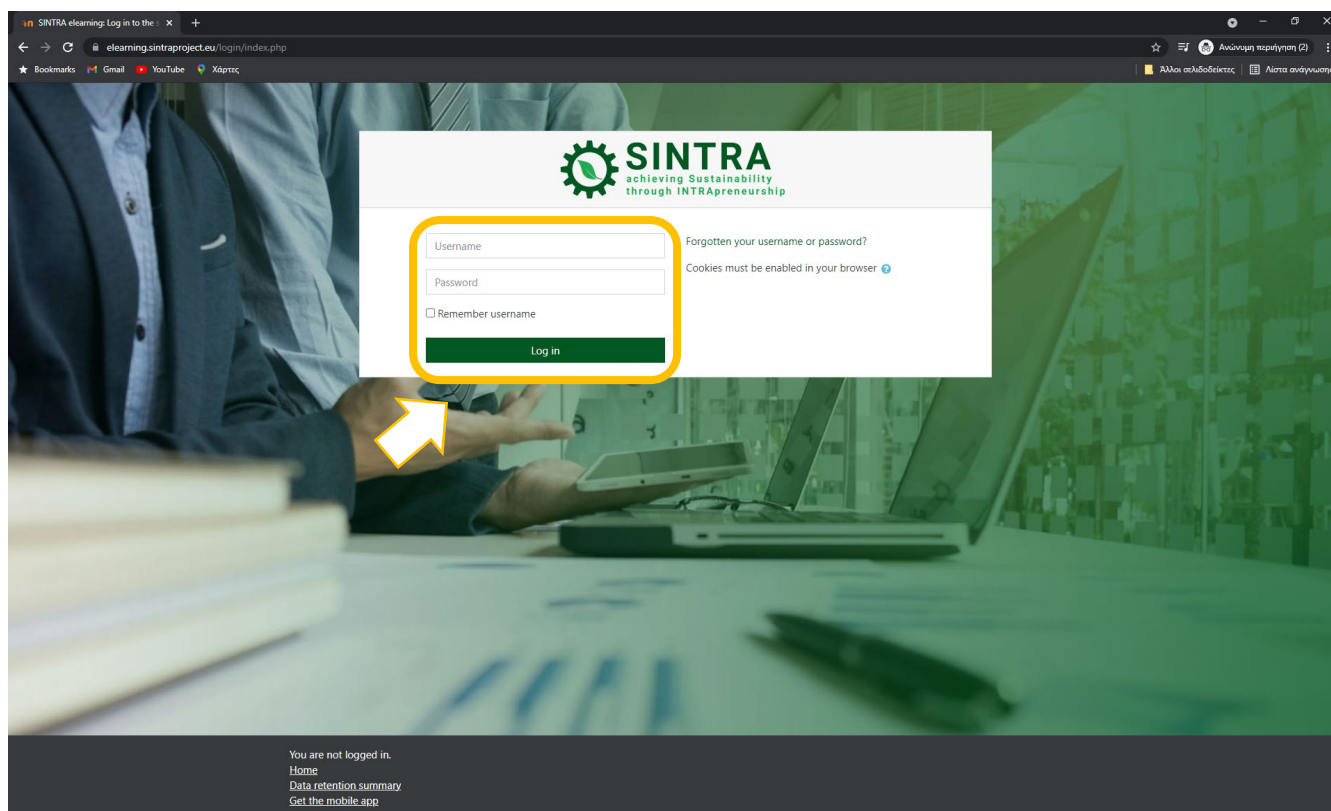 SINTRA elearning: Log in to the s
elearning.sintraproject.eu/login/index.php
Ανώνυμη περιήγηση (2)
Bookmarks Gmail YouTube Χάρτες
Άλλοι σελιδοδείκτες Λίστα ανάγνωσης
SINTRA
achieving Sustainability
through INTRApreneurship
Username
Forgotten your username or password?
Cookies must be enabled in your browser
Password
Remember username
Log in
You are not logged in.
Home
Data retention summary
Get the mobile app